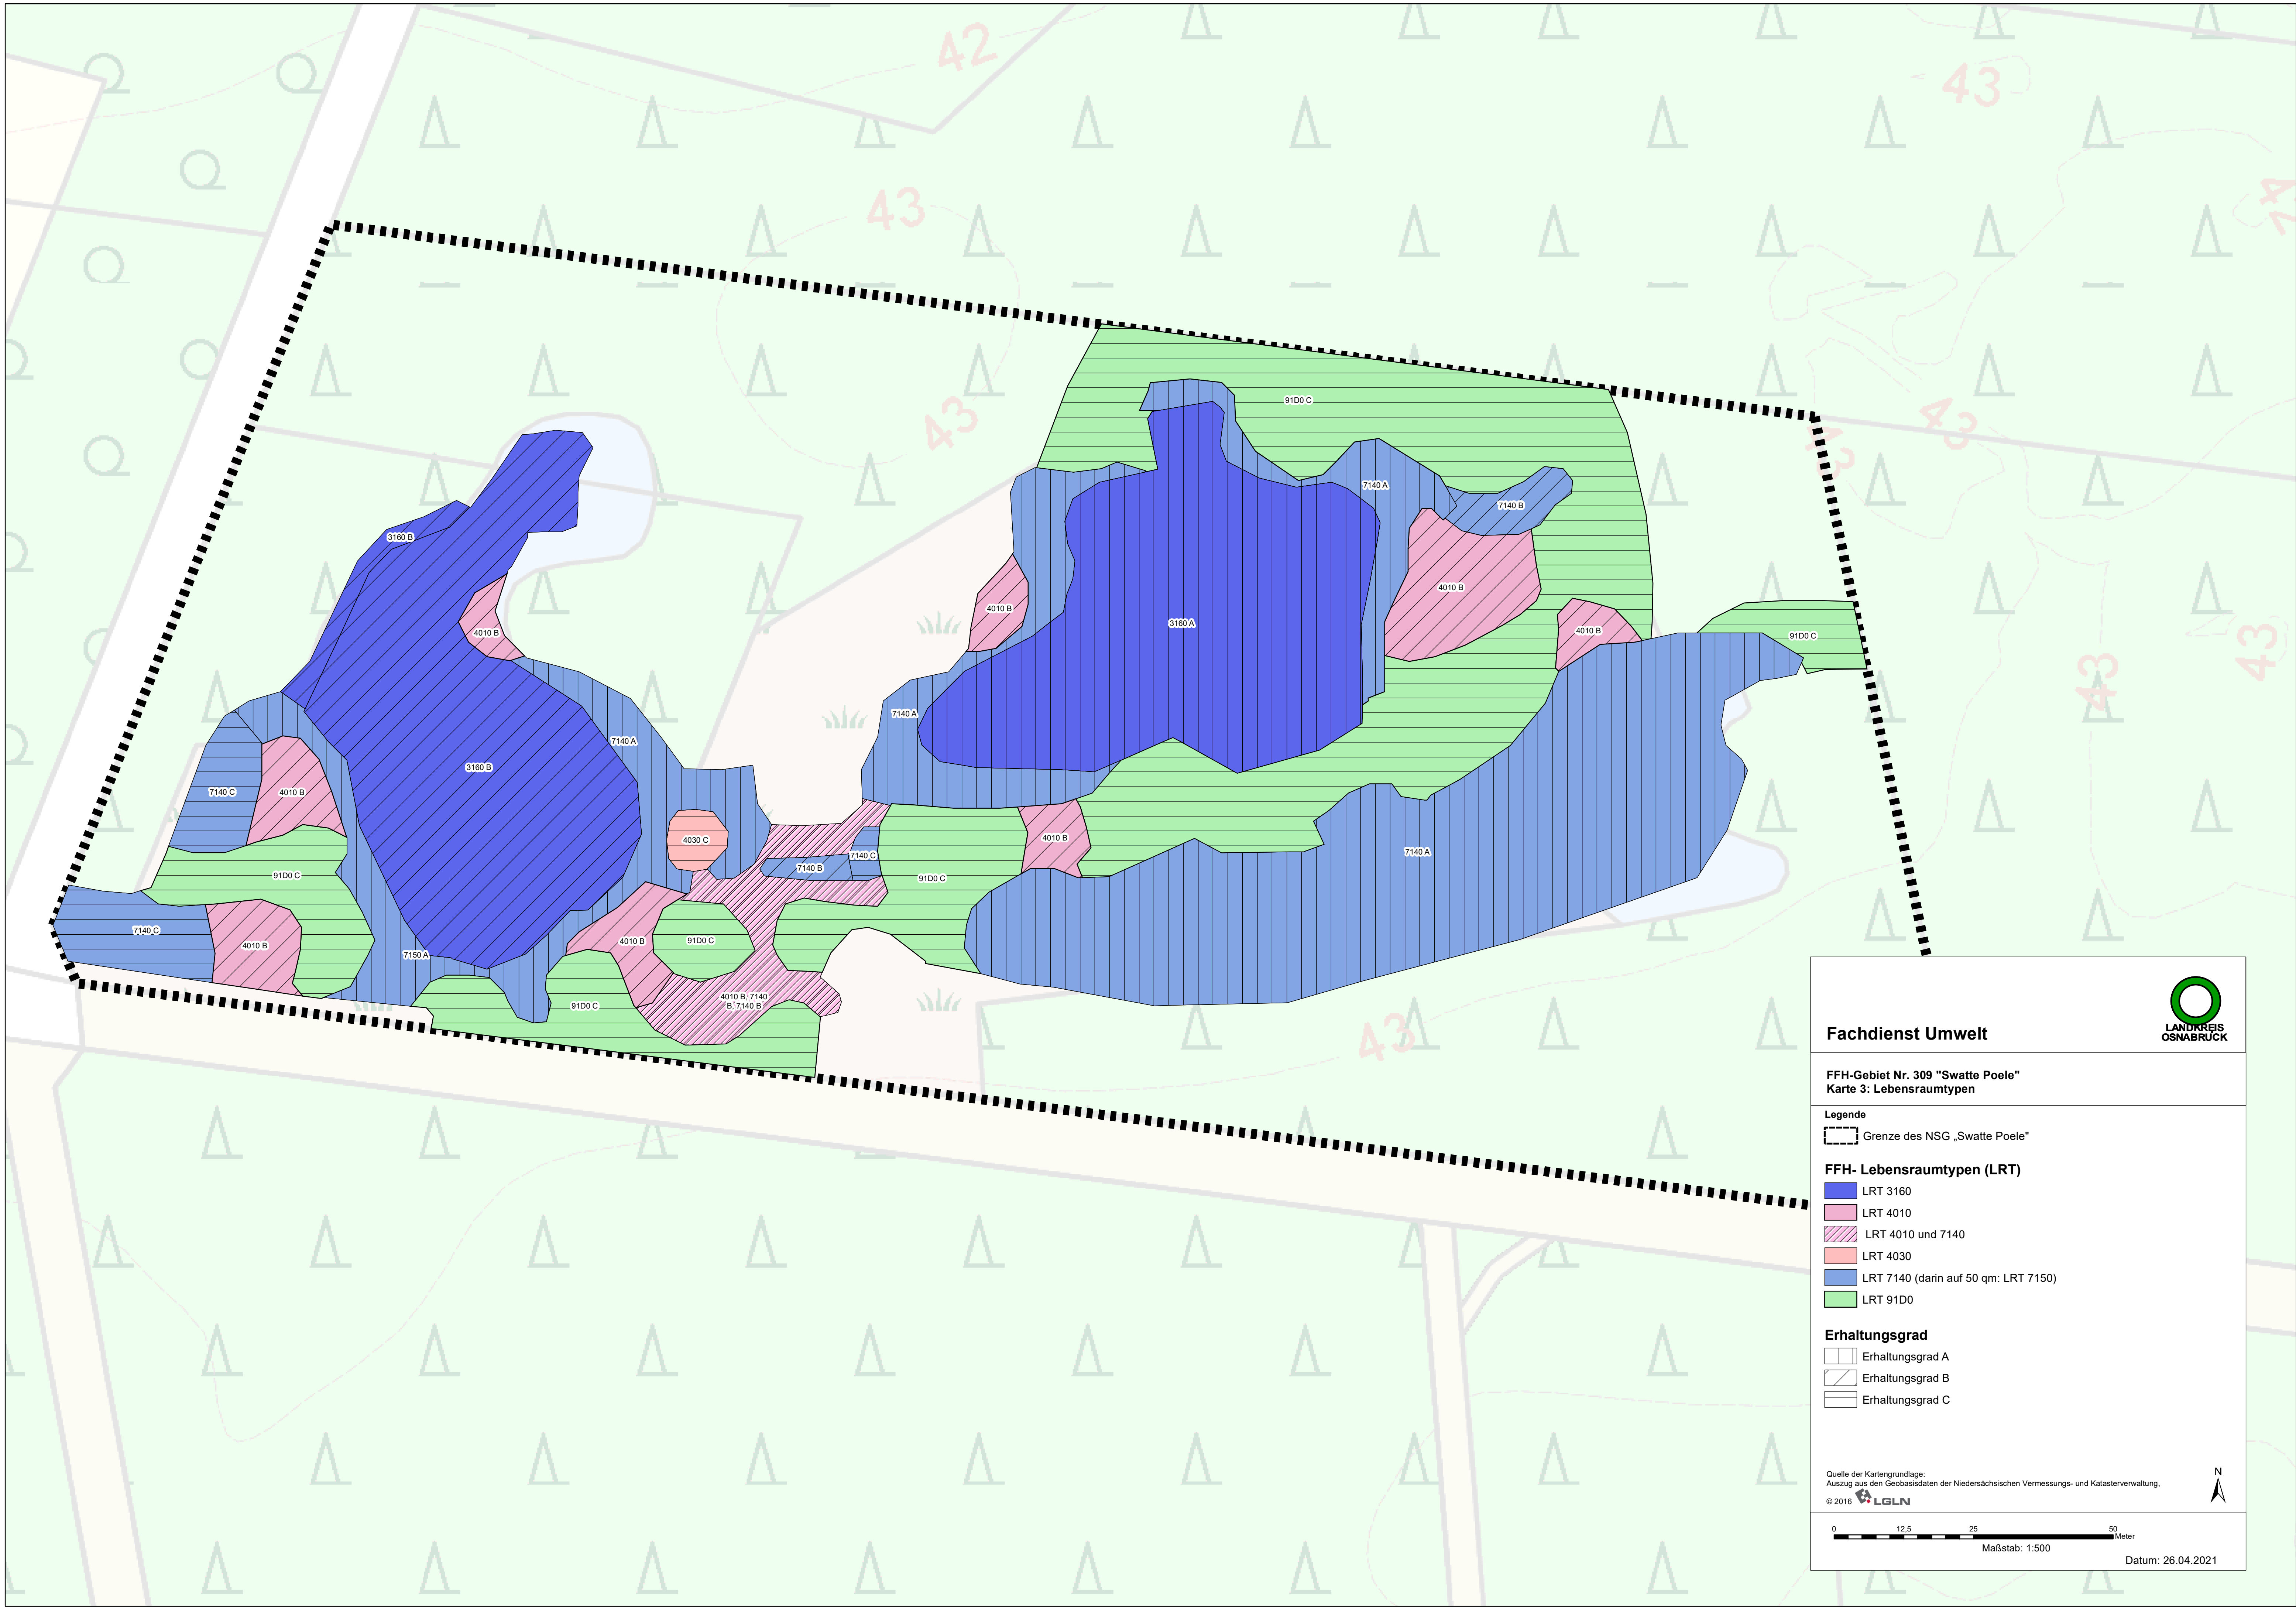 42
43
43
43
43
43
43
43
43
43
91D0 C
7140 A
7140 B
3160 B
4010 B
4010 B
3160 A
4010 B
4010 B
91D0 C
7140 A
7140 A
3160 B
7140 C
4010 B
4030 C
4010 B
7140 C
7140 B
7140 A
91D0 C
91D0 C
7140 C
4010 B
4010 B
91D0 C
7150 A
4010 B, 7140
B, 7140 B
91D0 C
LANDKREIS
OSNABRÜCK
Fachdienst Umwelt
FFH-Gebiet Nr. 309 "Swatte Poele"
Karte 3: Lebensraumtypen
Legende
Grenze des NSG „Swatte Poele"
FFH- Lebensraumtypen (LRT)
LRT 3160
LRT 4010
LRT 4010 und 7140
LRT 4030
LRT 7140 (darin auf 50 qm: LRT 7150)
LRT 91D0
Erhaltungsgrad
Erhaltungsgrad A
Erhaltungsgrad B
Erhaltungsgrad C
Quelle der Kartengrundlage:
Auszug aus den Geobasisdaten der Niedersächsischen Vermessungs- und Katasterverwaltung,
© 2016 LGLN
N
0 12,5 25 50
Meter
Maßstab: 1:500
Datum: 26.04.2021